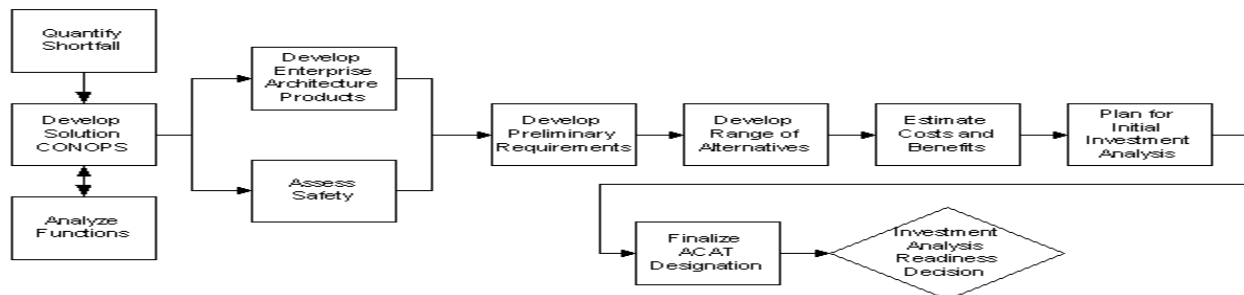 Quantify
Shortfall
Develop
Solution
CONOPS
Analyze
Functions
Develop
Enterprise
Architecture
Products
Assess
Safety
Develop
Preliminary
Requirements
Develop
Range of
Alternatives
Estimate
Costs and
Benefits
Plan for
Initial
Investment
Analysis
Finalize
ACAT
Designation
Investment
Analysis
Readiness
Decision